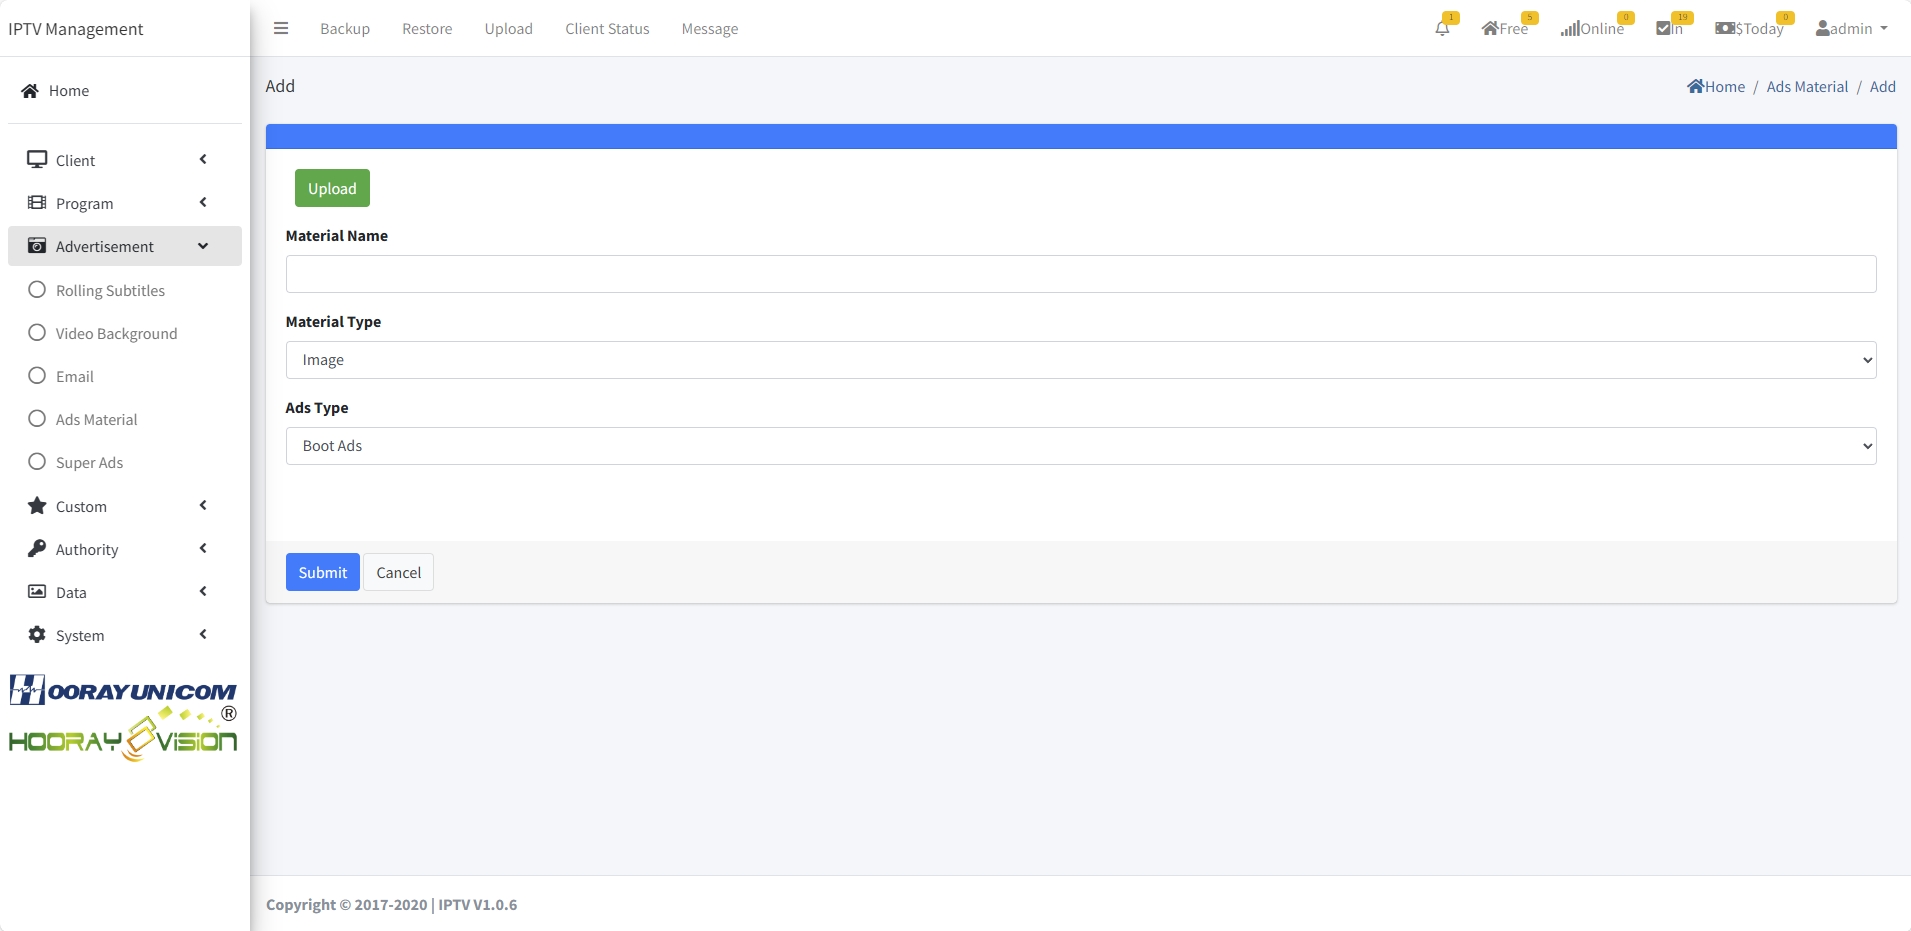 IPTV Management
Backup Restore Upload Client Status Message
1
Free 5
Online 0
In 19
$Today 0
admin
Home
Client
Program
Advertisement
Rolling Subtitles
Video Background
Email
Ads Material
Super Ads
Custom
Authority
Data
System
HOORAYUNICOM
HOORAY VISION ®
Add
Home / Ads Material / Add
Upload
Material Name
Material Type
Image
Ads Type
Boot Ads
Submit Cancel
Copyright © 2017-2020 | IPTV V1.0.6